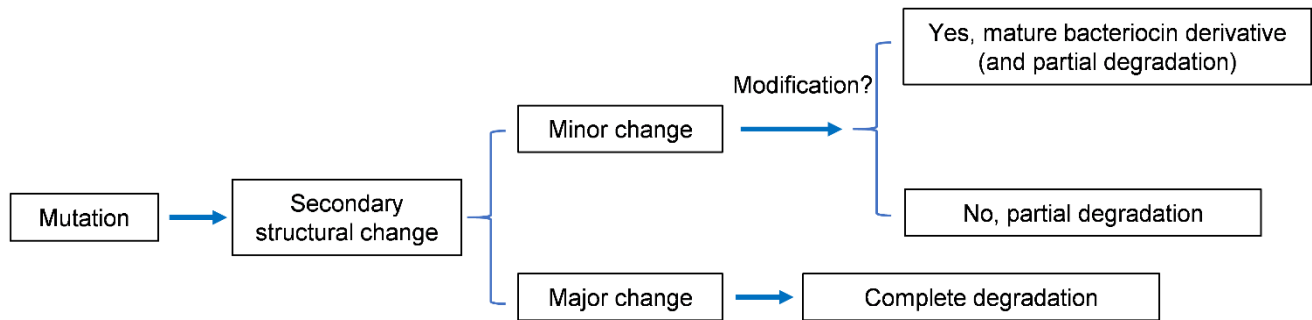 Mutation
Secondary
structural change
Minor change
Modification?
Yes, mature bacteriocin derivative
(and partial degradation)
No, partial degradation
Major change
Complete degradation